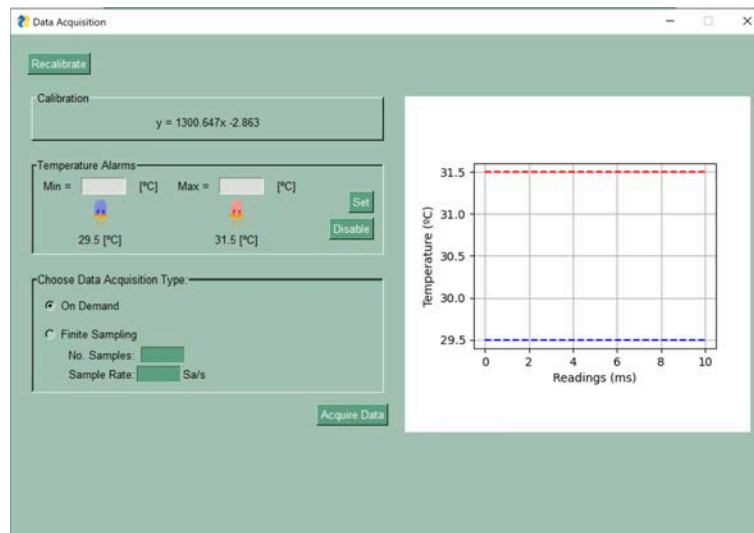 Data Acquisition
Recalibrate
Calibration
y = 1300.647x -2.863
Temperature Alarms
Min = [ºC] Max = [ºC]
Set
Disable
29.5 [ºC] 31.5 [ºC]
Choose Data Acquisition Type:
On Demand
Finite Sampling
No. Samples:
Sample Rate: Sa/s
Acquire Data
Temperature (ºC)
31.5
31.0
30.5
30.0
29.5
0 2 4 6 8 10
Readings (ms)